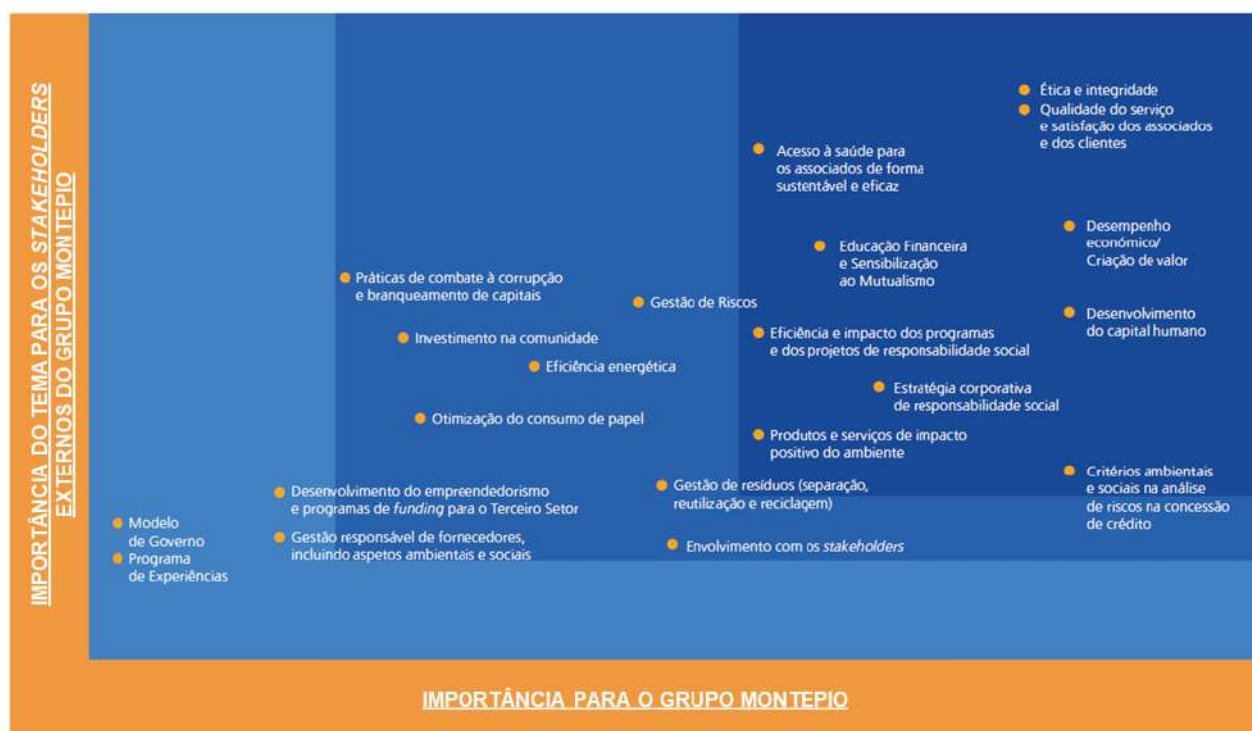 IMPORTÂNCIA DO TEMA PARA OS STAKEHOLDERS
EXTERNOS DO GRUPO MONTEPIO
Ética e integridade
Qualidade do serviço
e satisfação dos associados
e dos clientes
Acesso à saúde para
os associados de forma
sustentável e eficaz
Desempenho
económico/
Criação de valor
Educação Financeira
e Sensibilização
ao Mutualismo
Práticas de combate à corrupção
e branqueamento de capitais
Gestão de Riscos
Desenvolvimento
do capital humano
Investimento na comunidade
Eficiência e impacto dos programas
e dos projetos de responsabilidade social
Eficiência energética
Estratégia corporativa
de responsabilidade social
Otimização do consumo de papel
Produtos e serviços de impacto
positivo do ambiente
Critérios ambientais
e sociais na análise
de riscos na concessão
de crédito
Desenvolvimento do empreendedorismo
e programas de funding para o Terceiro Setor
Gestão de resíduos (separação,
reutilização e reciclagem)
Modelo
de Governo
Gestão responsável de fornecedores,
incluindo aspetos ambientais e sociais
Envolvimento com os stakeholders
Programa
de Experiências
IMPORTÂNCIA PARA O GRUPO MONTEPIO